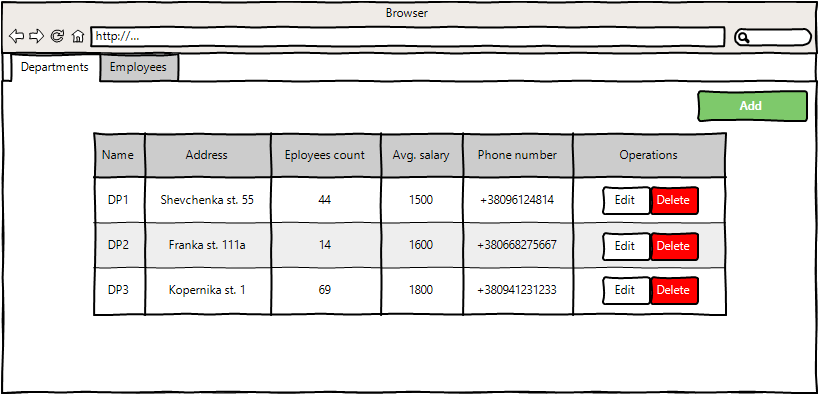 Browser
http://...
Departments Employees
Add
Name Address Eployees count Avg. salary Phone number Operations
DP1 Shevchenka st. 55 44 1500 +38096124814 Edit Delete
DP2 Franka st. 111a 14 1600 +380668275667 Edit Delete
DP3 Kopernika st. 1 69 1800 +380941231233 Edit Delete